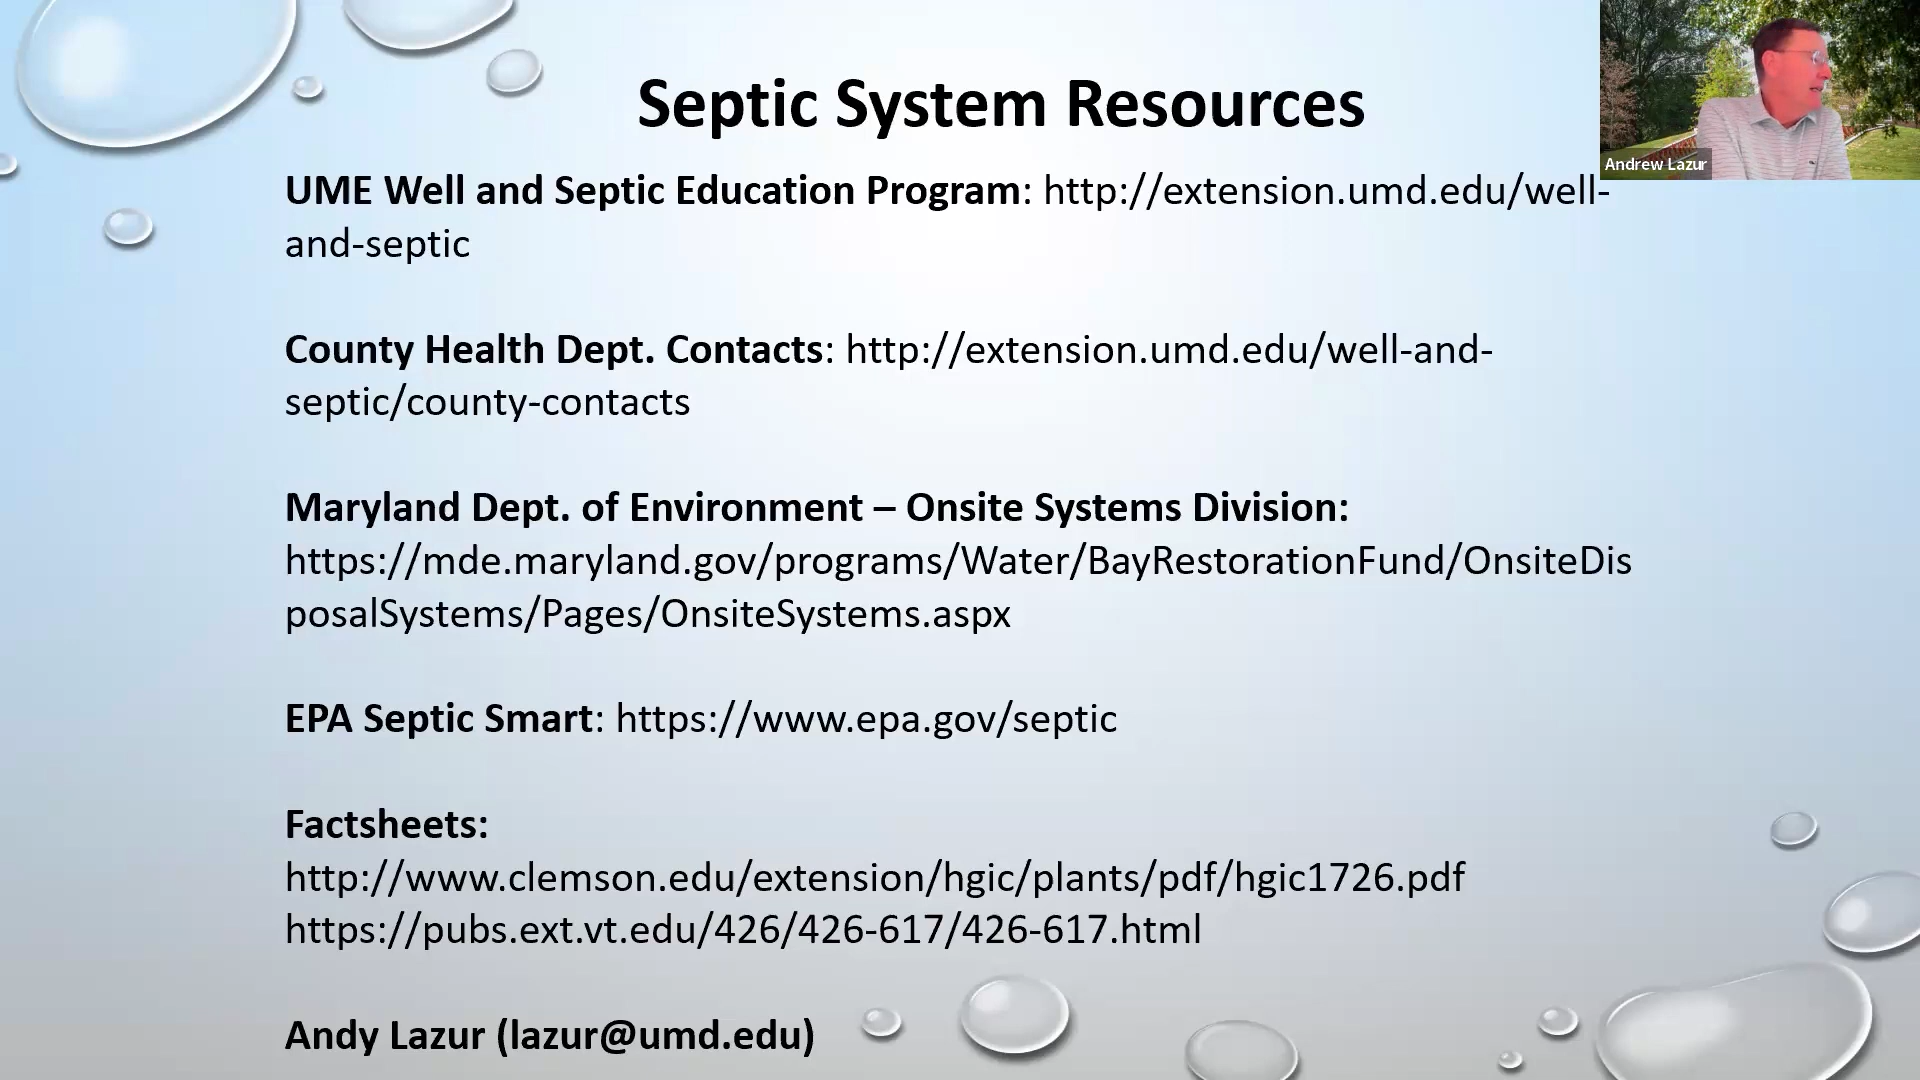 Septic System Resources
Andrew Lazur
UME Well and Septic Education Program: http://extension.umd.edu/well-
and-septic
County Health Dept. Contacts: http://extension.umd.edu/well-and-
septic/county-contacts
Maryland Dept. of Environment – Onsite Systems Division:
https://mde.maryland.gov/programs/Water/BayRestorationFund/OnsiteDis
posalSystems/Pages/OnsiteSystems.aspx
EPA Septic Smart: https://www.epa.gov/septic
Factsheets:
http://www.clemson.edu/extension/hgic/plants/pdf/hgic1726.pdf
https://pubs.ext.vt.edu/426/426-617/426-617.html
Andy Lazur (lazur@umd.edu)